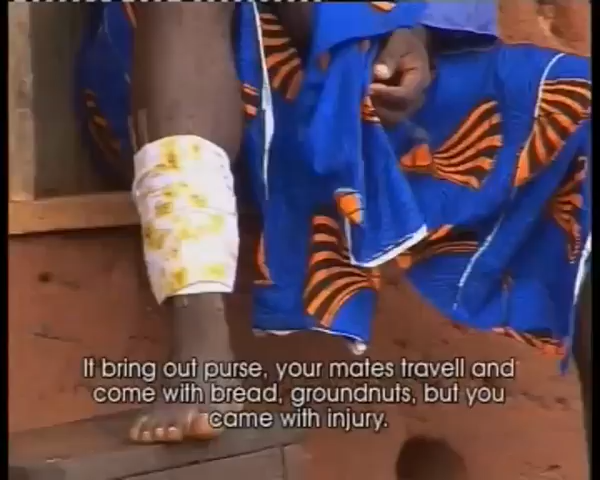 It bring out purse, your mates travell and
come with bread, groundnuts, but you
came with injury.